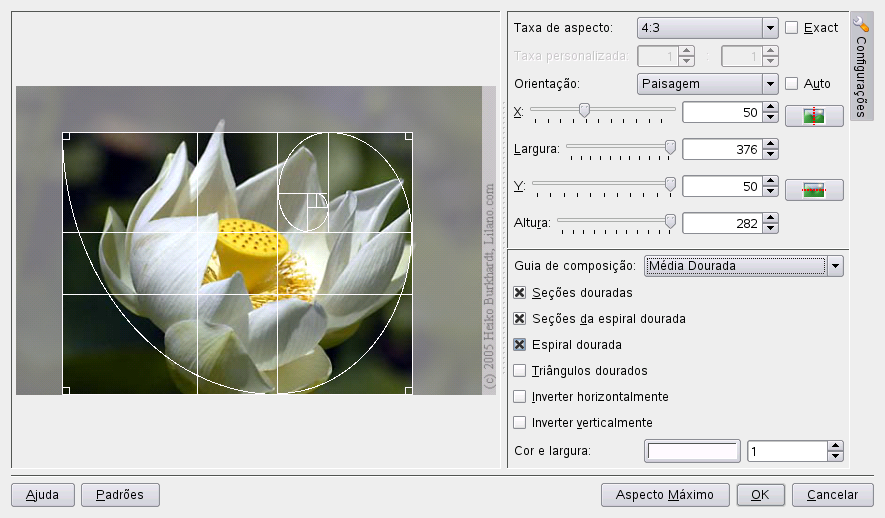 Taxa de aspecto: 4:3 Exact
Taxa personalizada: 1 : 1
Orientação: Paisagem Auto
X: 50
Largura: 376
Y: 50
Altura: 282
Configurações
(c) 2005 Heiko Burkhardt, Lilano.com
Guia de composição: Média Dourada
Seções douradas
Seções da espiral dourada
Espiral dourada
Triângulos dourados
Inverter horizontalmente
Inverter verticalmente
Cor e largura: 1
Ajuda Padrões Aspecto Máximo OK Cancelar